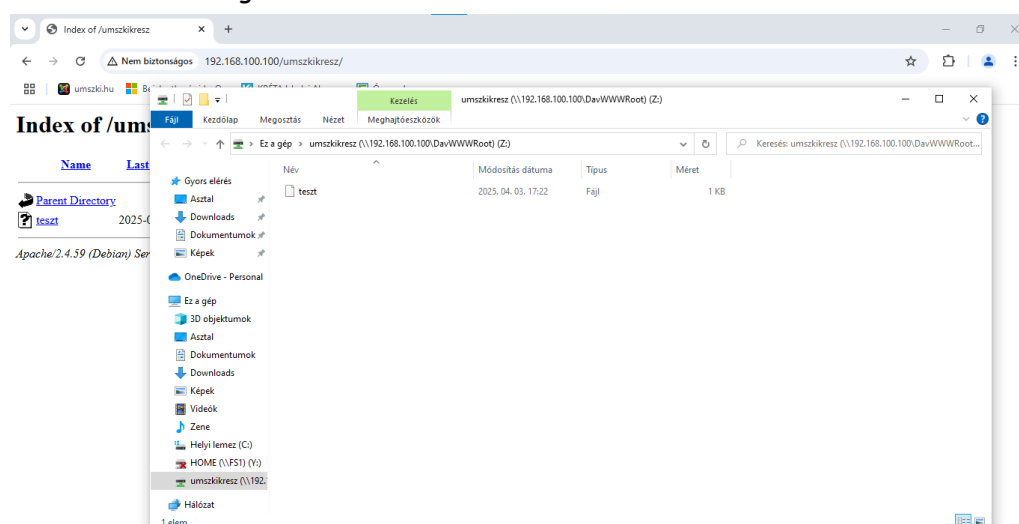 Index of /umszkikresz
Nem biztonságos 192.168.100.100/umszkikresz/
umszki.hu
Kezelés umszkikresz (\\192.168.100.100\DavWWWRoot) (Z:)
Fájl Kezdőlap Megosztás Nézet Meghajtóeszközök
Ez a gép > umszkikresz (\\192.168.100.100\DavWWWRoot) (Z:)
Keresés: umszkikresz (\\192.168.100.100\DavWWWRoot...
Index of /ums
Name Last
Parent Directory
teszt 2025-0
Apache/2.4.59 (Debian) Ser
Név Módosítás dátuma Típus Méret
teszt 2025. 04. 03. 17:22 Fájl 1 KB
Gyors elérés
Asztal
Downloads
Dokumentumok
Képek
OneDrive - Personal
Ez a gép
3D objektumok
Asztal
Dokumentumok
Downloads
Képek
Videók
Zene
Helyi lemez (C:)
HOME (\\FS1) (Y:)
umszkikresz (\\192.
Hálózat
1 elem